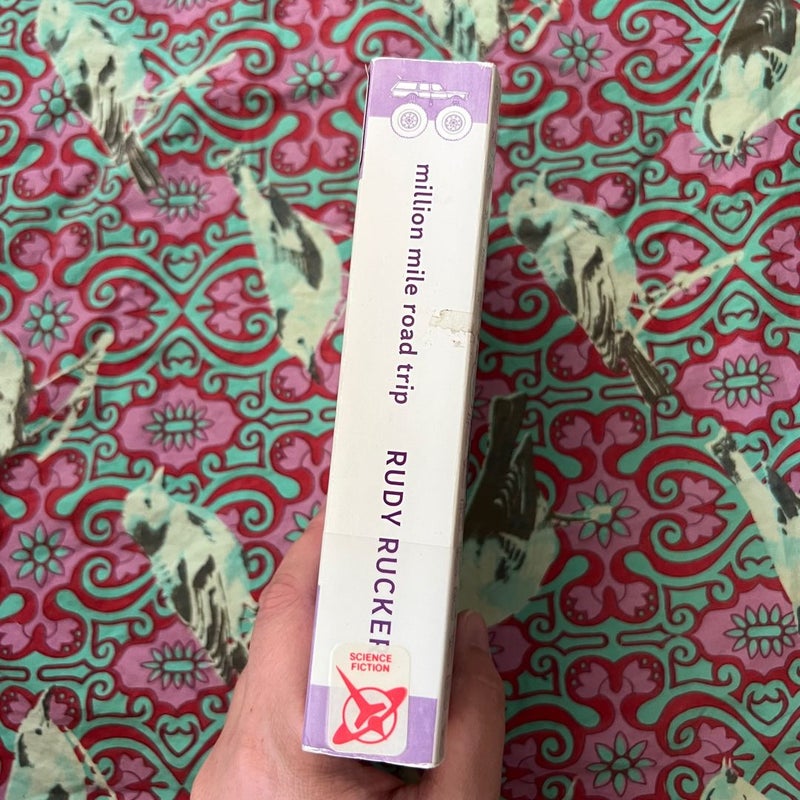 million mile road trip
RUDY RUCKER
SCIENCE
FICTION